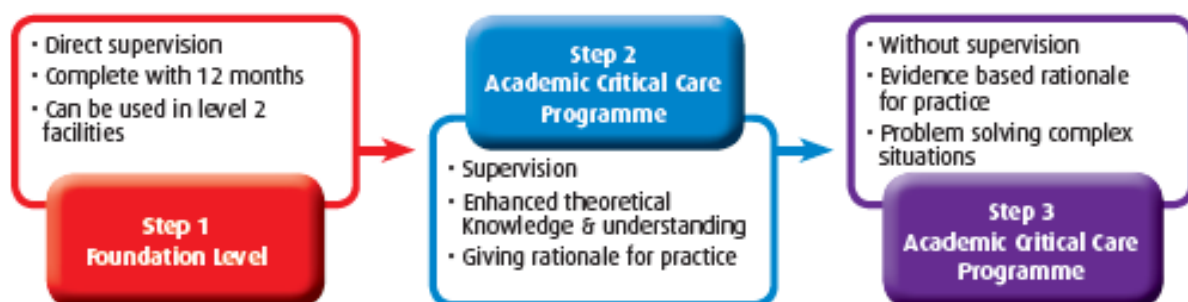 · Direct supervision
· Complete with 12 months
· Can be used in level 2
facilities
Step 1
Foundation Level
Step 2
Academic Critical Care
Programme
· Supervision
· Enhanced theoretical
Knowledge & understanding
· Giving rationale for practice
· Without supervision
· Evidence based rationale
for practice
· Problem solving complex
situations
Step 3
Academic Critical Care
Programme